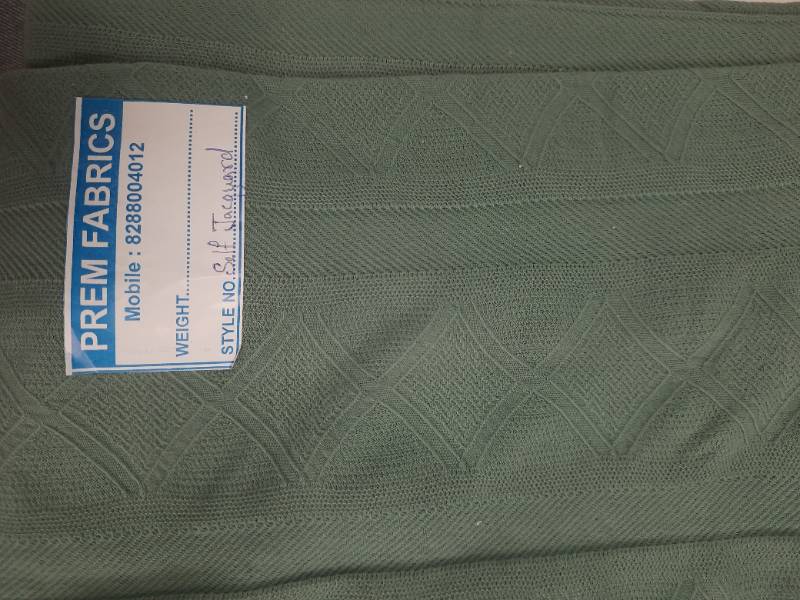 PREM FABRICS
Mobile : 8288004012
WEIGHT..............................
STYLE NO. Self Jacquard